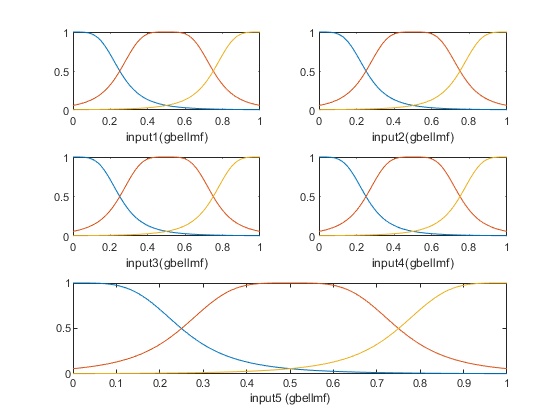 1
0.5
0
0 0.2 0.4 0.6 0.8 1
input1(gbellmf)
1
0.5
0
0 0.2 0.4 0.6 0.8 1
input2(gbellmf)
1
0.5
0
0 0.2 0.4 0.6 0.8 1
input3(gbellmf)
1
0.5
0
0 0.2 0.4 0.6 0.8 1
input4(gbellmf)
1
0.5
0
0 0.1 0.2 0.3 0.4 0.5 0.6 0.7 0.8 0.9 1
input5 (gbellmf)